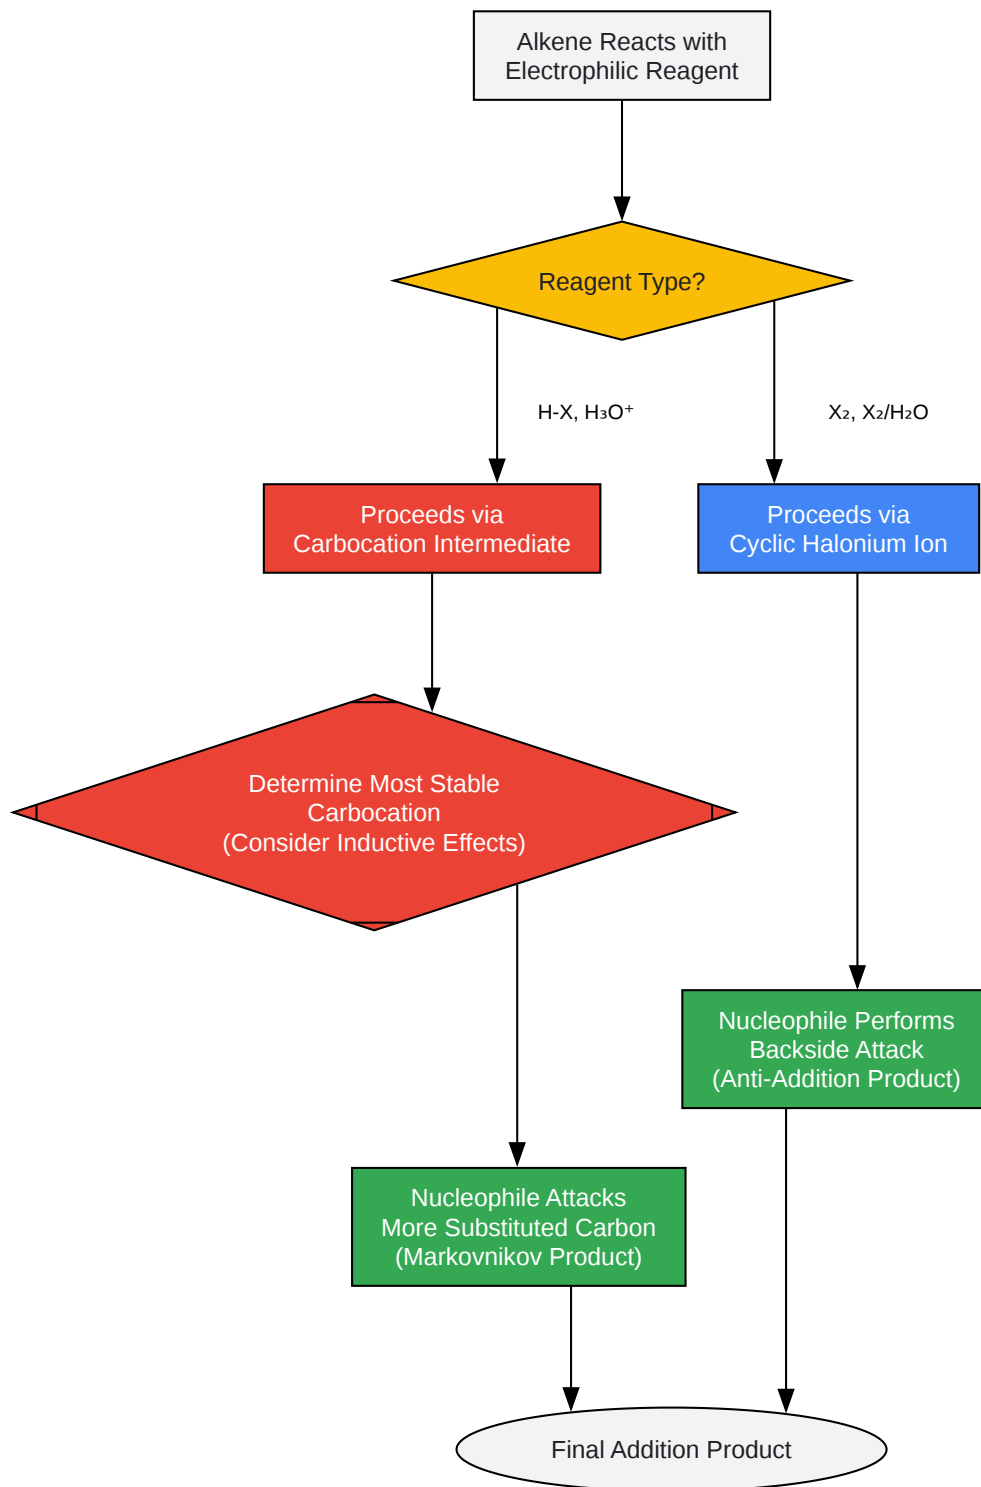 Alkene Reacts with
Electrophilic Reagent
Reagent Type?
H-X, H₃O⁺
X₂, X₂/H₂O
Proceeds via
Carbocation Intermediate
Proceeds via
Cyclic Halonium Ion
Determine Most Stable
Carbocation
(Consider Inductive Effects)
Nucleophile Performs
Backside Attack
(Anti-Addition Product)
Nucleophile Attacks
More Substituted Carbon
(Markovnikov Product)
Final Addition Product